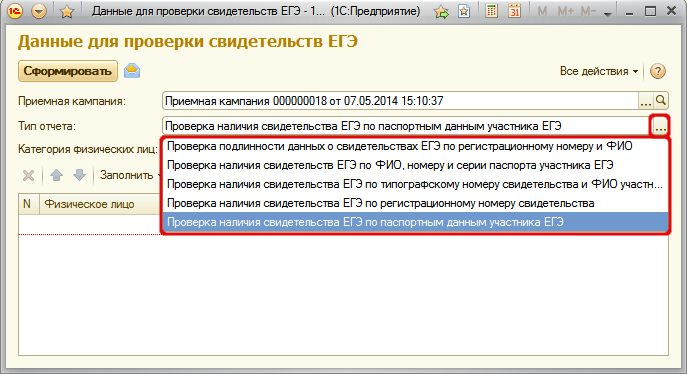 Данные для проверки свидетельств ЕГЭ - 1... (1С:Предприятие)
M M+ M-
31
Данные для проверки свидетельств ЕГЭ
Сформировать
Все действия
?
Приемная кампания:
Приемная кампания 000000018 от 07.05.2014 15:10:37
...
Тип отчета:
Проверка наличия свидетельства ЕГЭ по паспортным данным участника ЕГЭ
...
Категория физических лиц:
Проверка подлинности данных о свидетельствах ЕГЭ по регистрационному номеру и ФИО
Проверка наличия свидетельств ЕГЭ по ФИО, номеру и серии паспорта участника ЕГЭ
Проверка наличия свидетельства ЕГЭ по типографскому номеру свидетельства и ФИО участн...
Проверка наличия свидетельства ЕГЭ по регистрационному номеру свидетельства
Проверка наличия свидетельства ЕГЭ по паспортным данным участника ЕГЭ
Заполнить
N Физическое лицо